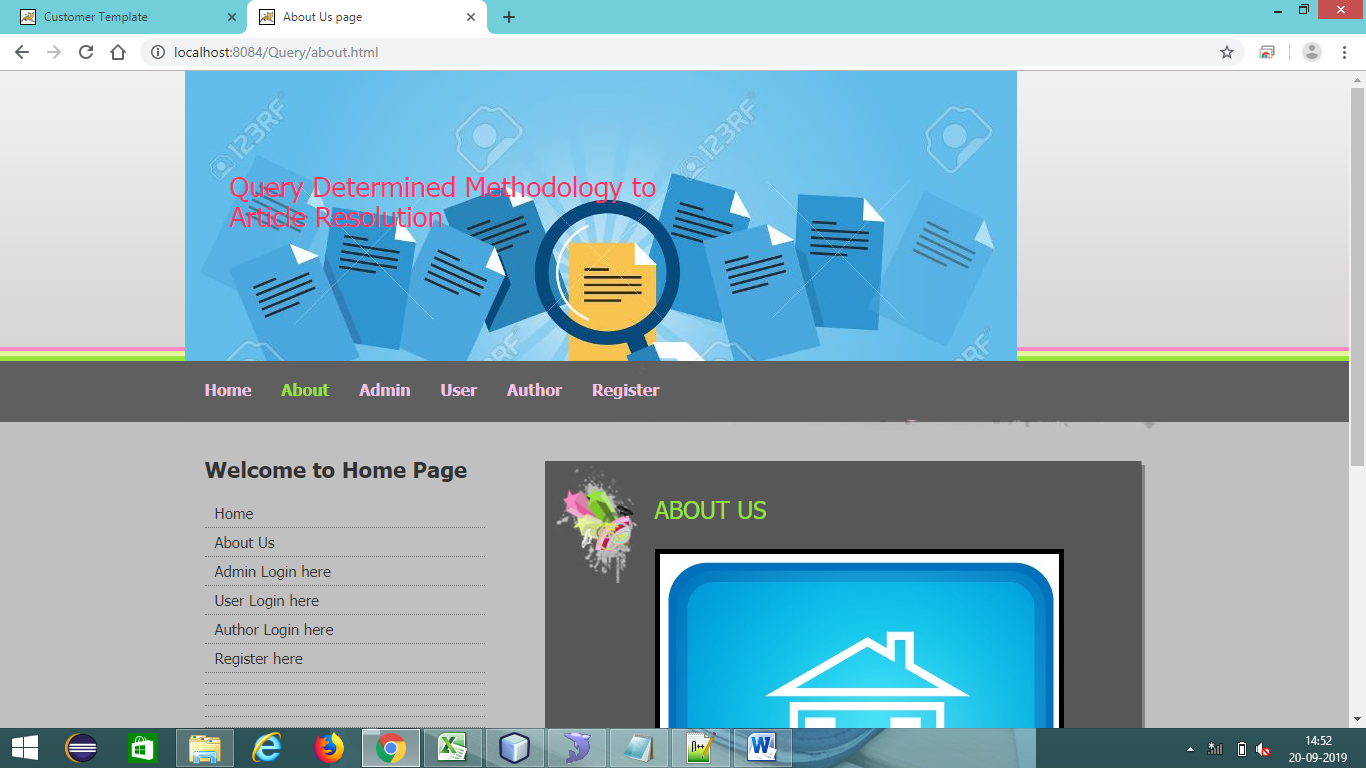 Customer Template
About Us page
localhost:8084/Query/about.html
123RF
123RF
Query Determined Methodology to
Article Resolution
Home About Admin User Author Register
Welcome to Home Page
Home
About Us
Admin Login here
User Login here
Author Login here
Register here
ABOUT US
14:52
20-09-2019